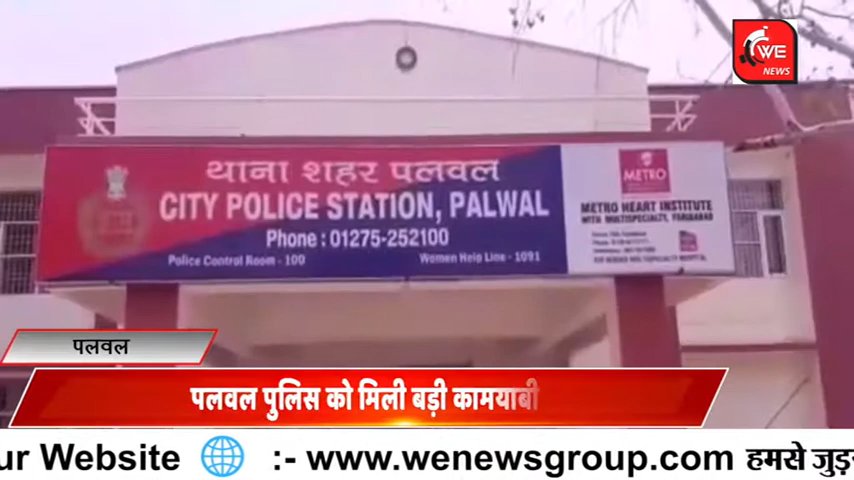 WE
NEWS
थाना शहर पलवल
CITY POLICE STATION, PALWAL
Phone : 01275-252100
Police Control Room - 100
Women Help Line - 1091
METRO
METRO HEART INSTITUTE
WITH MULTISPECIALTY, FARIDABAD
पलवल
पलवल पुलिस को मिली बड़ी कामयाबी
ur Website :- www.wenewsgroup.com हमसे जुड़